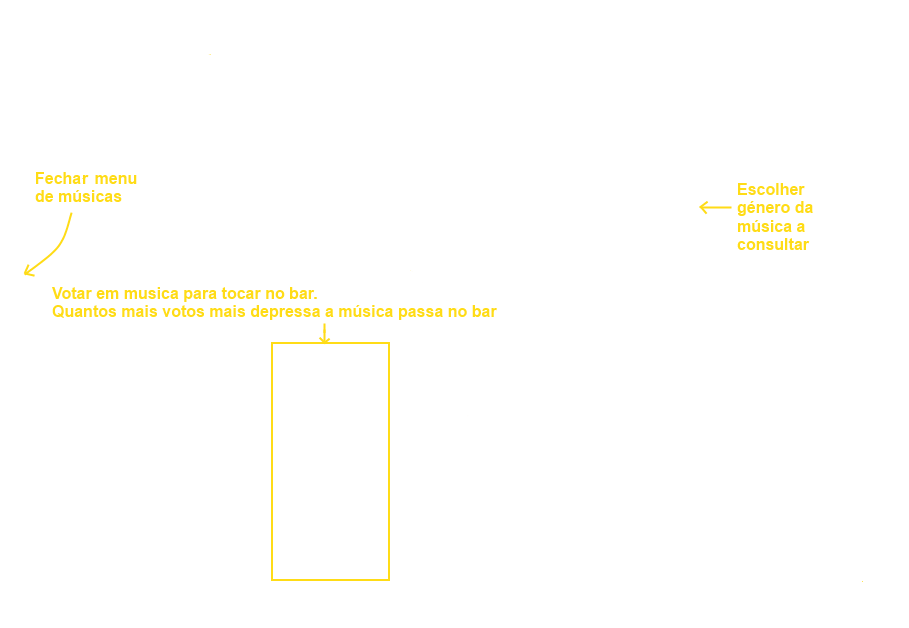 Fechar menu
de músicas
Escolher
género da
música a
consultar
Votar em musica para tocar no bar.
Quantos mais votos mais depressa a música passa no bar